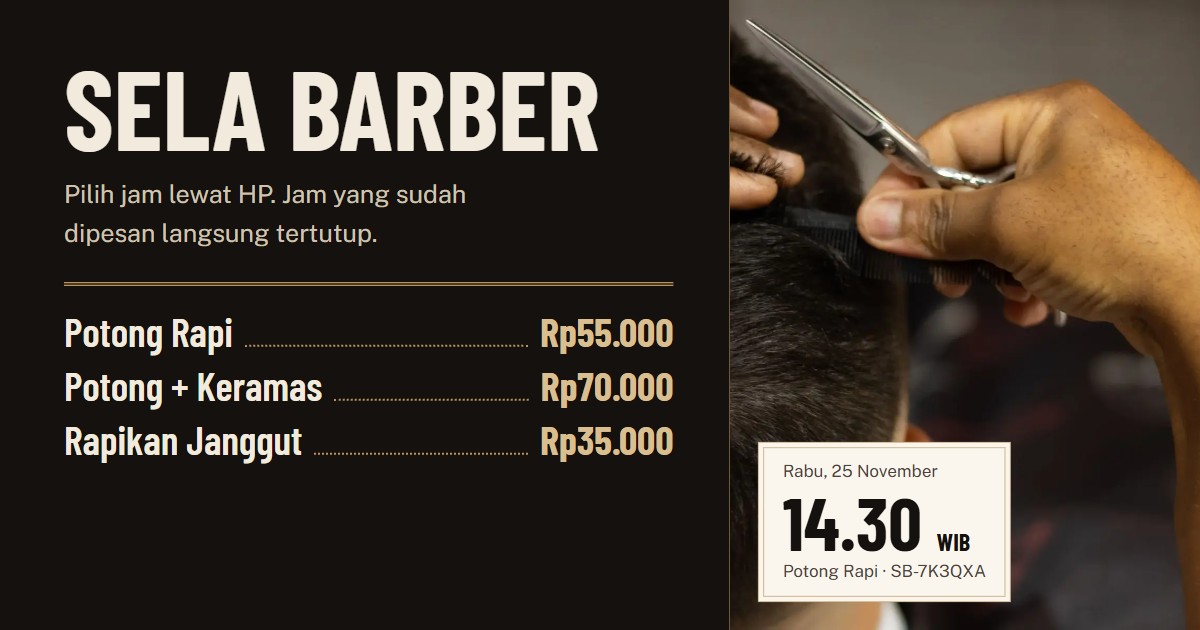 SELA BARBER
Pilih jam lewat HP. Jam yang sudah
dipesan langsung tertutup.
Potong Rapi Rp55.000
Potong + Keramas Rp70.000
Rapikan Janggut Rp35.000
Rabu, 25 November
14.30 WIB
Potong Rapi · SB-7K3QXA